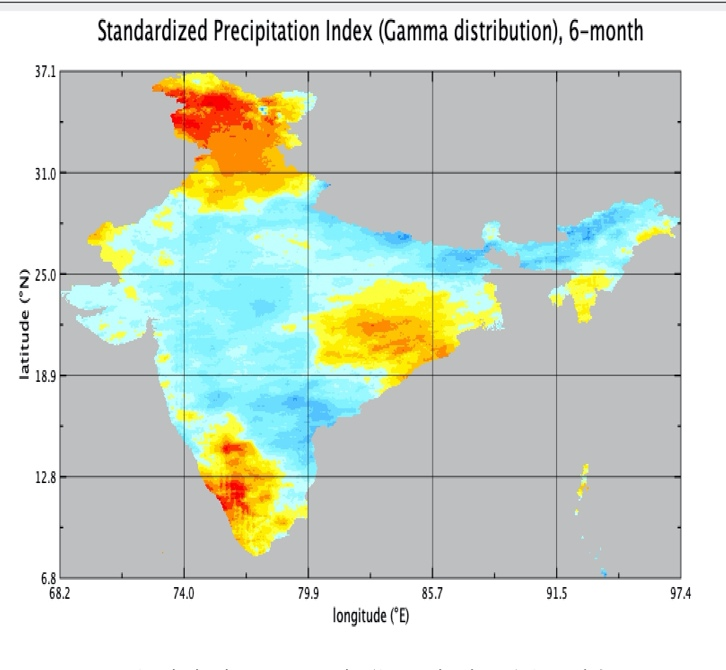 Standardized Precipitation Index (Gamma distribution), 6-month
37.1
31.0
25.0
18.9
12.8
6.8
latitude (°N)
68.2 74.0 79.9 85.7 91.5 97.4
longitude (°E)